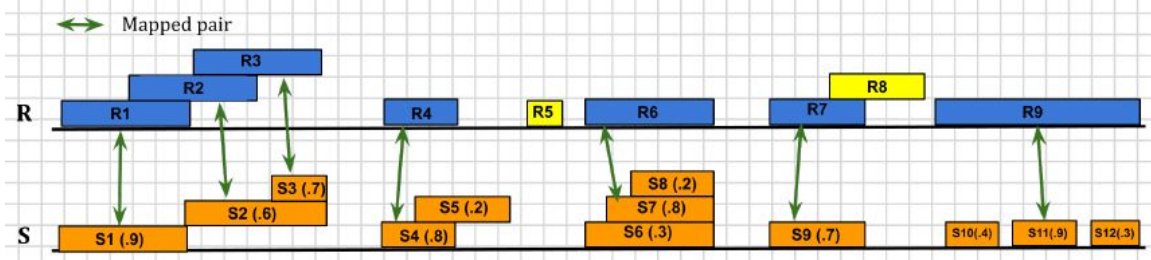 Mapped pair
R3
R2
R8
R R1 R4 R5 R6 R7 R9
S3 (.7) S8 (.2)
S2 (.6) S5 (.2) S7 (.8)
S S1 (.9) S4 (.8) S6 (.3) S9 (.7) S10(.4) S11(.9) S12(.3)